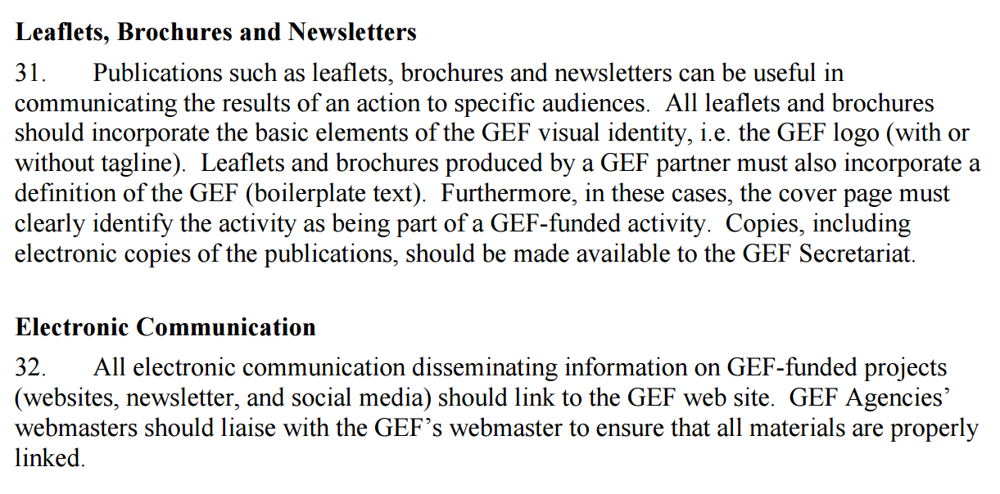 Leaflets, Brochures and Newsletters
31. Publications such as leaflets, brochures and newsletters can be useful in
communicating the results of an action to specific audiences. All leaflets and brochures
should incorporate the basic elements of the GEF visual identity, i.e. the GEF logo (with or
without tagline). Leaflets and brochures produced by a GEF partner must also incorporate a
definition of the GEF (boilerplate text). Furthermore, in these cases, the cover page must
clearly identify the activity as being part of a GEF-funded activity. Copies, including
electronic copies of the publications, should be made available to the GEF Secretariat.
Electronic Communication
32. All electronic communication disseminating information on GEF-funded projects
(websites, newsletter, and social media) should link to the GEF web site. GEF Agencies’
webmasters should liaise with the GEF’s webmaster to ensure that all materials are properly
linked.